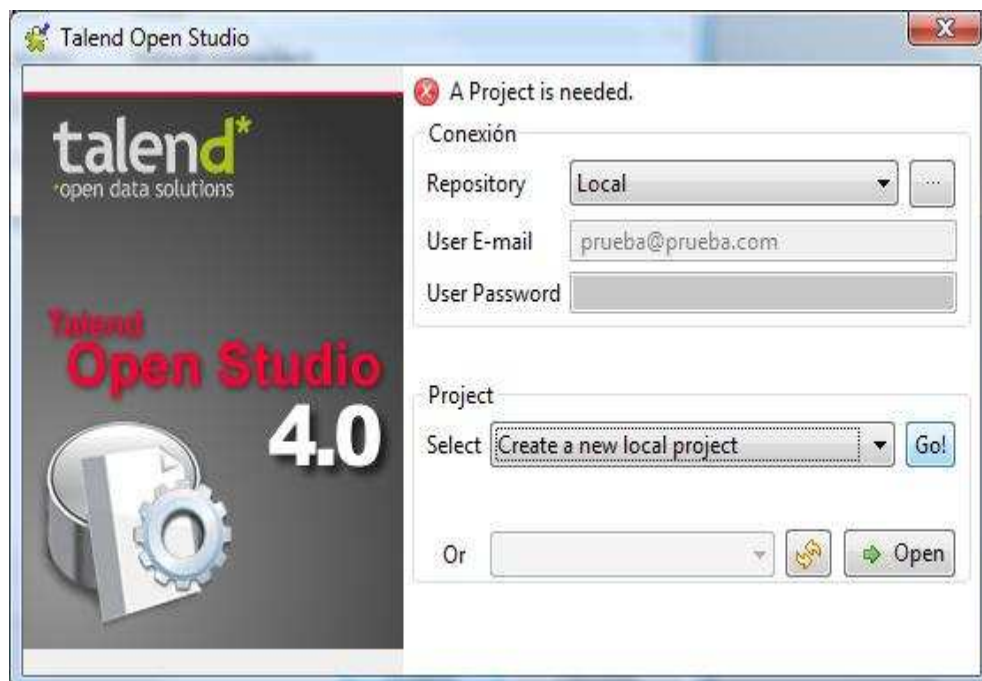 Talend Open Studio
talend*
*open data solutions
Talend
Open Studio
4.0
A Project is needed.
Conexión
Repository Local ...
User E-mail prueba@prueba.com
User Password
Project
Select Create a new local project Go!
Or Open